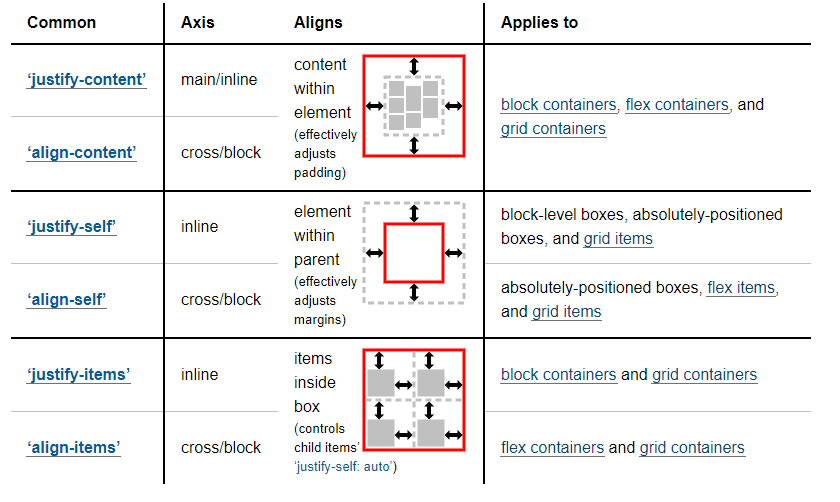 Common Axis Aligns Applies to
‘justify-content’ main/inline
content
within
element
(effectively
adjusts
padding)
block containers, flex containers, and
grid containers
‘align-content’ cross/block
‘justify-self’ inline
element
within
parent
(effectively
adjusts
margins)
block-level boxes, absolutely-positioned
boxes, and grid items
‘align-self’ cross/block
absolutely-positioned boxes, flex items,
and grid items
‘justify-items’ inline
items
inside
box
(controls
child items’
‘justify-self: auto’)
block containers and grid containers
‘align-items’ cross/block
flex containers and grid containers